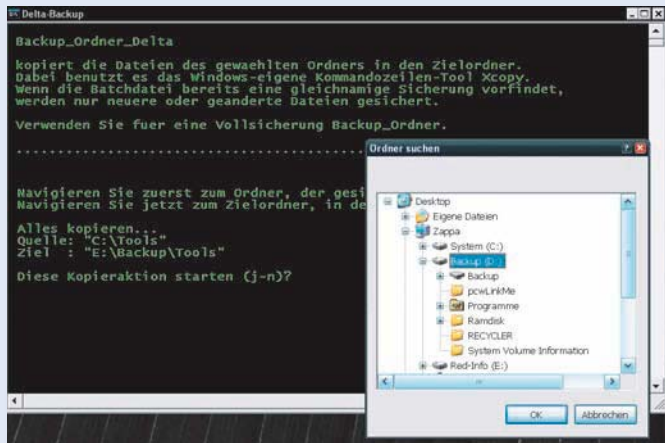 Delta-Backup
Backup_Ordner_Delta
kopiert die Dateien des gewaehlten Ordners in den Zielordner.
Dabei benutzt es das Windows-eigene Kommandozeilen-Tool Xcopy.
Wenn die Batchdatei bereits eine gleichnamige Sicherung vorfindet,
werden nur neuere oder geanderte Dateien gesichert.
Verwenden Sie fuer eine Vollsicherung Backup_Ordner.
Navigieren Sie zuerst zum Ordner, der gesi
Navigieren Sie jetzt zum Zielordner, in de
Alles kopieren...
Quelle: "C:\Tools"
Ziel  : "E:\Backup\Tools"
Diese Kopieraktion starten (j-n)?
Ordner suchen
Desktop
Eigene Dateien
Zappa
System (C:)
Backup (D:)
Backup
pcwLinkMe
Programme
Ramdisk
RECYCLER
System Volume Information
Red-Info (E:)
OK
Abbrechen